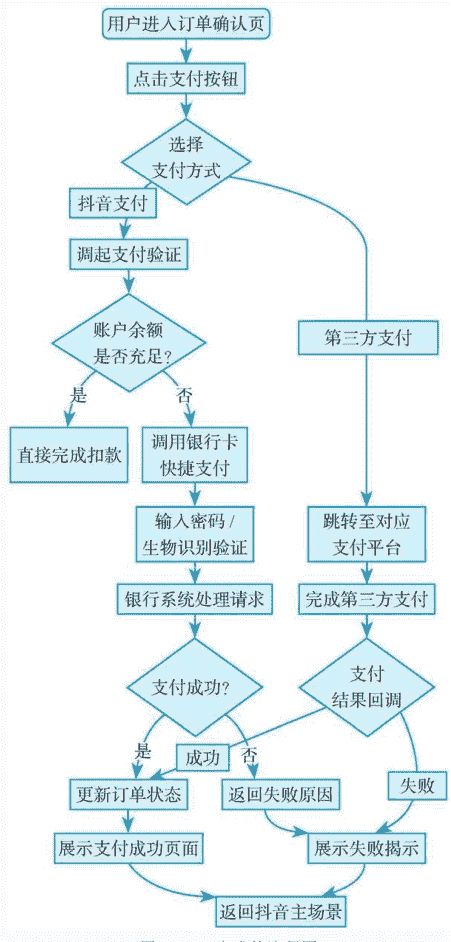 用户进入订单确认页
点击支付按钮
选择
支付方式
抖音支付
调起支付验证
账户余额
是否充足?
第三方支付
是
否
直接完成扣款
调用银行卡
快捷支付
输入密码/
生物识别验证
跳转至对应
支付平台
银行系统处理请求
完成第三方支付
支付成功?
支付
结果回调
是
成功
否
失败
更新订单状态
返回失败原因
展示支付成功页面
展示失败揭示
返回抖音主场景